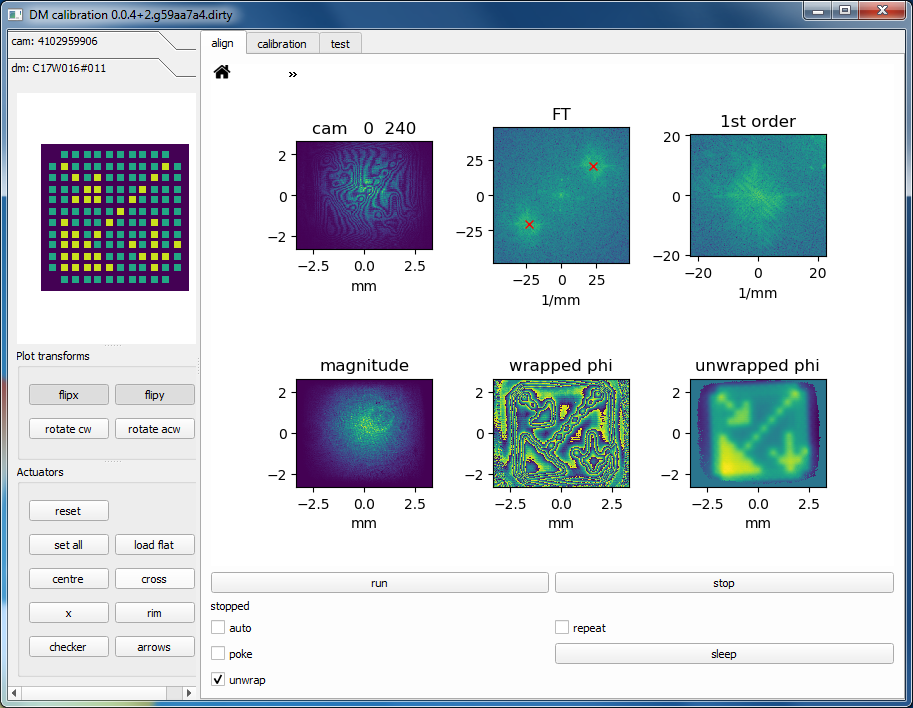 DM calibration 0.0.4+2.g59aa7a4.dirty
cam: 4102959906
dm: C17W016#011
align calibration test
»
cam 0 240
2
0
−2
−2.5 0.0 2.5
mm
FT
25
0
−25
−25 0 25
1/mm
1st order
20
0
−20
−20 0 20
1/mm
magnitude
2
0
−2
−2.5 0.0 2.5
mm
wrapped phi
2
0
−2
−2.5 0.0 2.5
mm
unwrapped phi
2
0
−2
−2.5 0.0 2.5
mm
Plot transforms
flipx flipy
rotate cw rotate acw
Actuators
reset
set all load flat
centre cross
x rim
checker arrows
run stop
stopped
auto repeat
poke sleep
unwrap